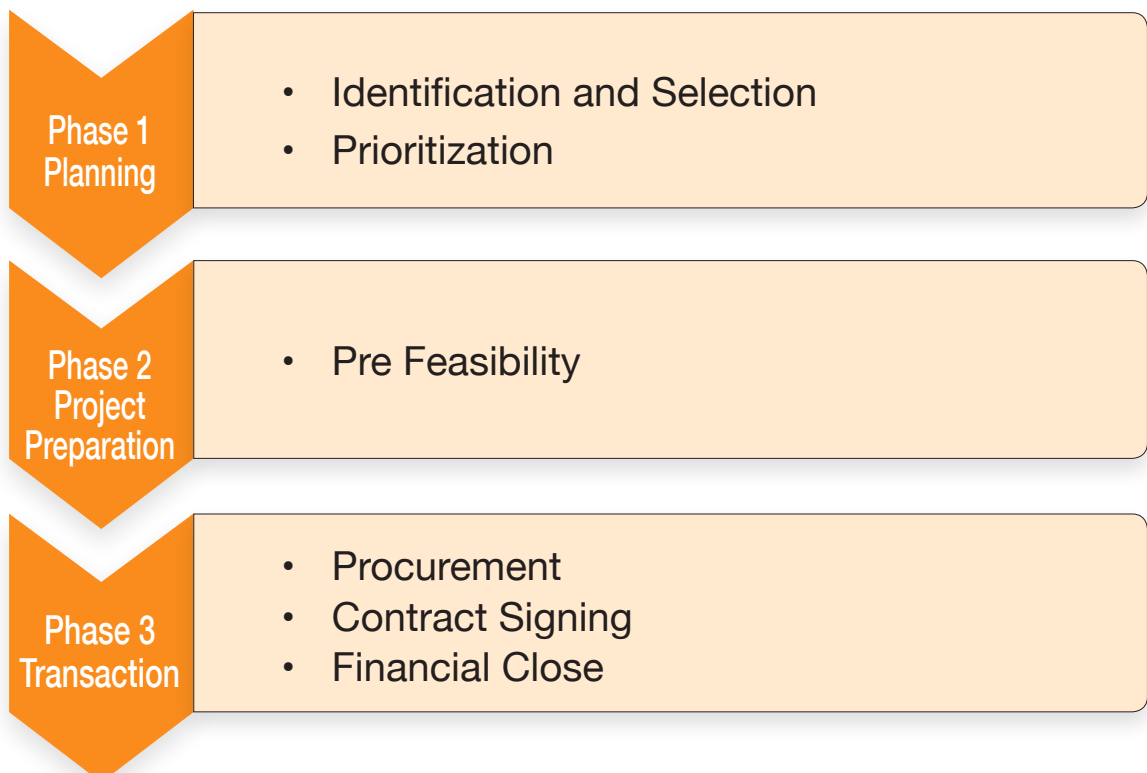 Phase 1
Planning
• Identification and Selection
• Prioritization
Phase 2
Project
Preparation
• Pre Feasibility
Phase 3
Transaction
• Procurement
• Contract Signing
• Financial Close